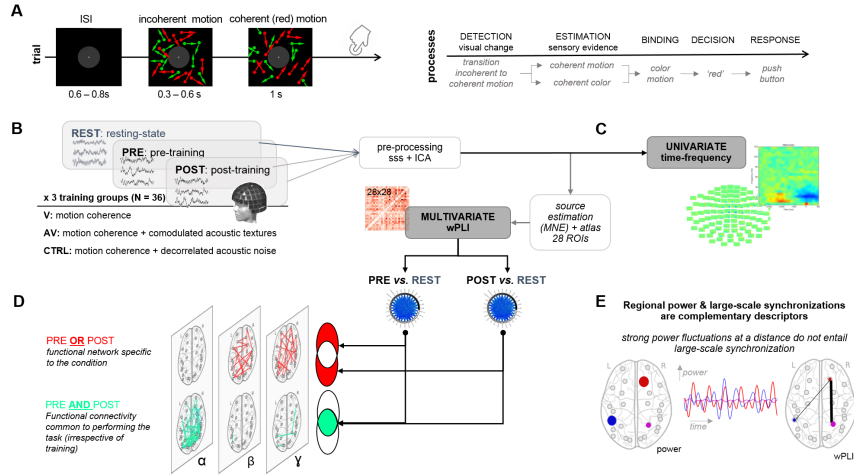 A
ISI
incoherent motion
coherent (red) motion
trial
0.6 – 0.8s
0.3 – 0.6 s
1 s
processes
DETECTION
visual change
ESTIMATION
sensory evidence
BINDING
DECISION
RESPONSE
transition
incoherent to
coherent motion
coherent motion
coherent color
color
motion
'red'
push
button
B
REST: resting-state
PRE: pre-training
POST: post-training
x 3 training groups (N = 36)
V: motion coherence
AV: motion coherence + comodulated acoustic textures
CTRL: motion coherence + decorrelated acoustic noise
pre-processing
sss + ICA
28x28
MULTIVARIATE
wPLI
source
estimation
(MNE) + atlas
28 ROIs
C
UNIVARIATE
time-frequency
PRE vs. REST
POST vs. REST
D
PRE OR POST
functional network specific
to the condition
PRE AND POST
Functional connectivity
common to performing the
task (irrespective of
training)
α
β
γ
E
Regional power & large-scale synchronizations
are complementary descriptors
strong power fluctuations at a distance do not entail
large-scale synchronization
L
R
power
time
L
R
power
wPLI